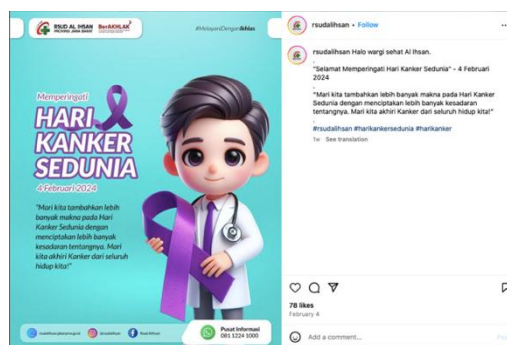 RSUD AL IHSAN
PROVINSI JAWA BARAT
BerAKHLAK
#MelayaniDenganIkhlas
Memperingati
HARI
KANKER
SEDUNIA
4 Februari 2024
"Mari kita tambahkan lebih
banyak makna pada Hari
Kanker Sedunia dengan
menciptakan lebih banyak
kesadaran tentangnya. Mari
kita akhiri Kanker dari seluruh
hidup kita!"
Pusat Informasi
081 1224 1000
rsudalihsan • Follow
rsudalihsan Halo wargi sehat Al Ihsan.
.
"Selamat Memperingati Hari Kanker Sedunia" - 4 Februari
2024
.
"Mari kita tambahkan lebih banyak makna pada Hari Kanker
Sedunia dengan menciptakan lebih banyak kesadaran
tentangnya. Mari kita akhiri Kanker dari seluruh hidup kita!"
.
#rsudalihsan #harikankersedunia #harikanker
1w See translation
78 likes
February 4
Add a comment...